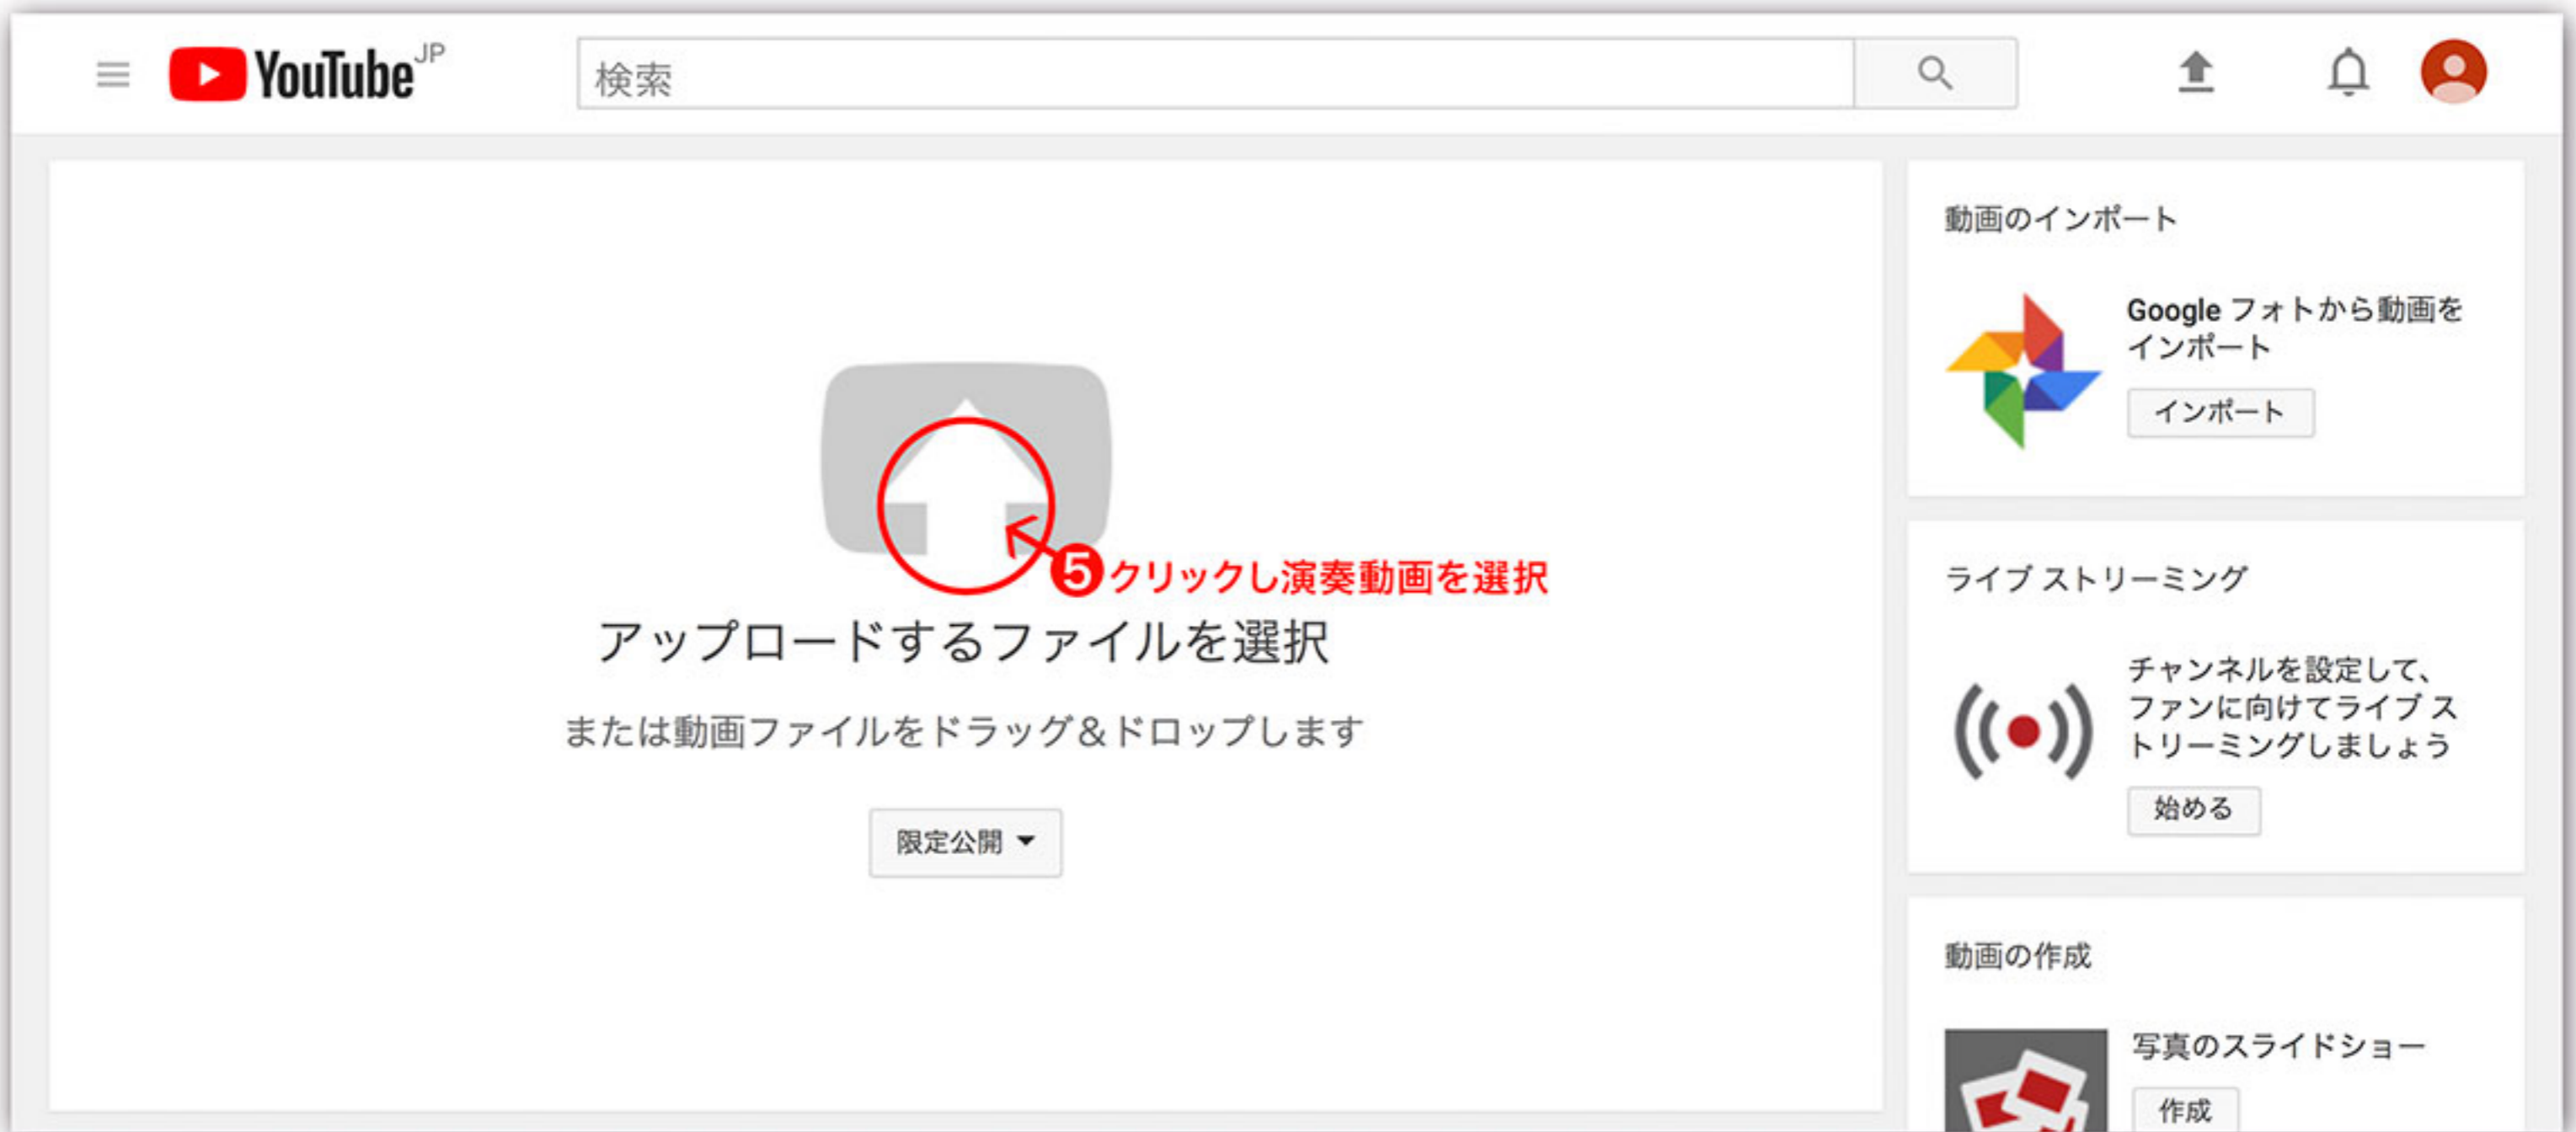 YouTube JP
検索
❺クリックし演奏動画を選択
アップロードするファイルを選択
または動画ファイルをドラッグ&ドロップします
限定公開
動画のインポート
Google フォトから動画を
インポート
インポート
ライブ ストリーミング
チャンネルを設定して、
ファンに向けてライブ ス
トリーミングしましょう
始める
動画の作成
写真のスライドショー
作成